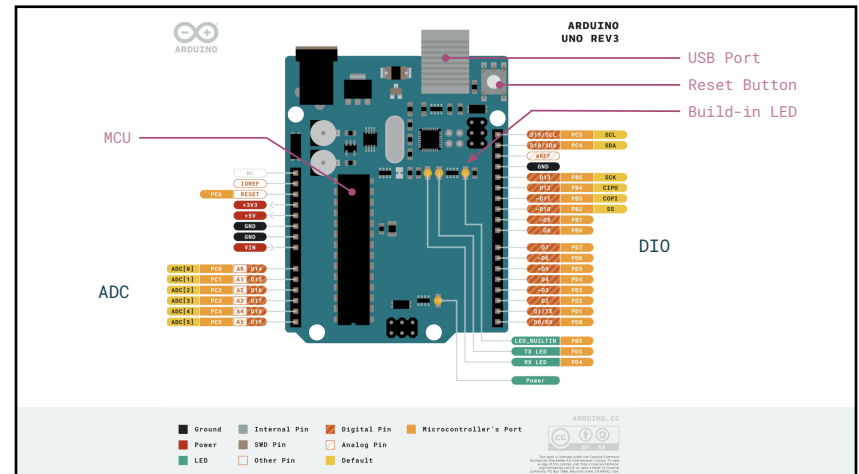 ARDUINO
ARDUINO
UNO REV3
USB Port
Reset Button
Build-in LED
MCU
NC
IOREF
PC6 RESET
+3V3
+5V
GND
GND
VIN
ADC
ADC[0] PC0 A0 D14
ADC[1] PC1 A1 D15
ADC[2] PC2 A2 D16
ADC[3] PC3 A3 D17
ADC[4] PC4 A4 D18
ADC[5] PC5 A5 D19
D19/SCL PC5 SCL
D18/SDA PC4 SDA
AREF
GND
~D13 PB5 SCK
~D12 PB4 CIPO
~D11 PB3 COPI
~D10 PB2 SS
~D9 PB1
D8 PB0
DIO
D7 PD7
~D6 PD6
~D5 PD5
D4 PD4
~D3 PD3
D2 PD2
D1/TX PD1
D0/RX PD0
LED_BUILTIN PB5
TX LED PD5
RX LED PD4
Power
Ground
Power
LED
Internal Pin
SWD Pin
Other Pin
Digital Pin
Analog Pin
Default
Microcontroller's Port
ARDUINO.CC
CC